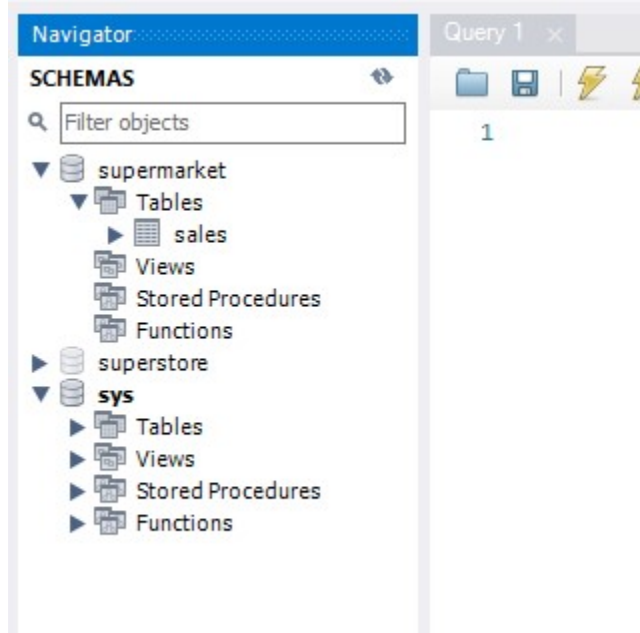 Navigator
Query 1
SCHEMAS
Filter objects
1
supermarket
Tables
sales
Views
Stored Procedures
Functions
superstore
sys
Tables
Views
Stored Procedures
Functions